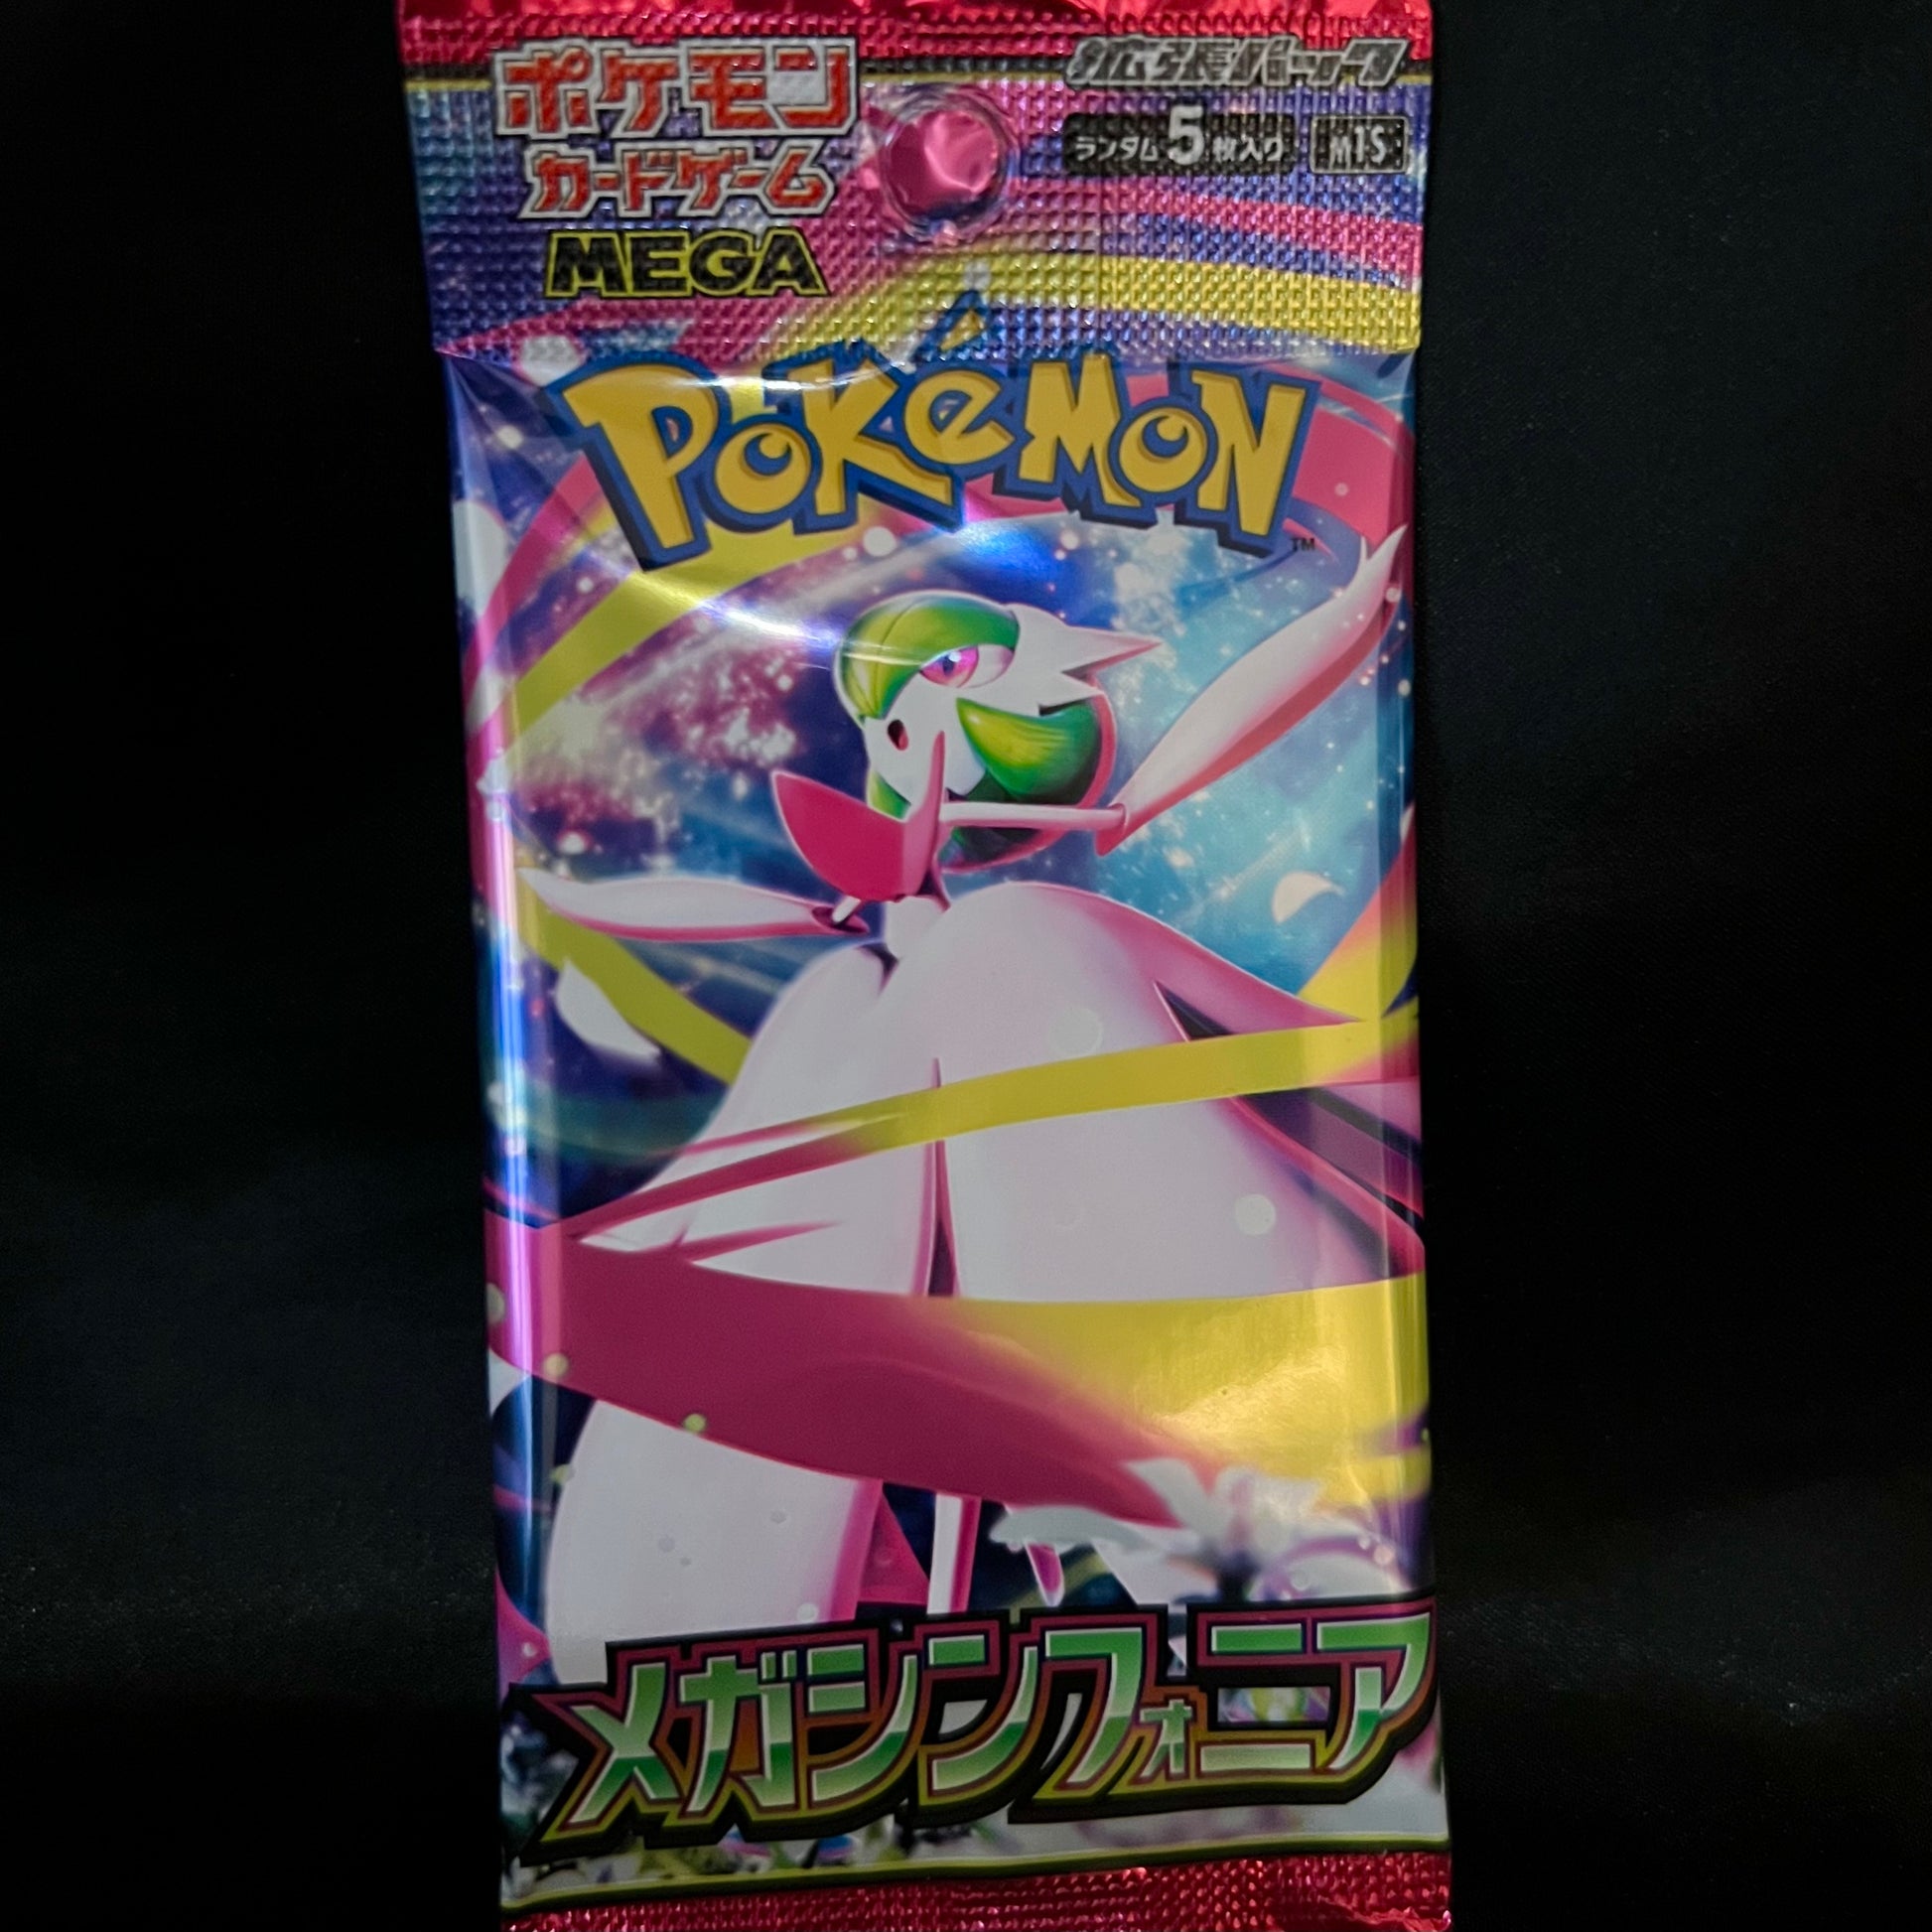 ポケモン
カードゲーム
MEGA
拡張パック
ランダム5枚入り M1S
POKéMON
TM
メガシンフォニア